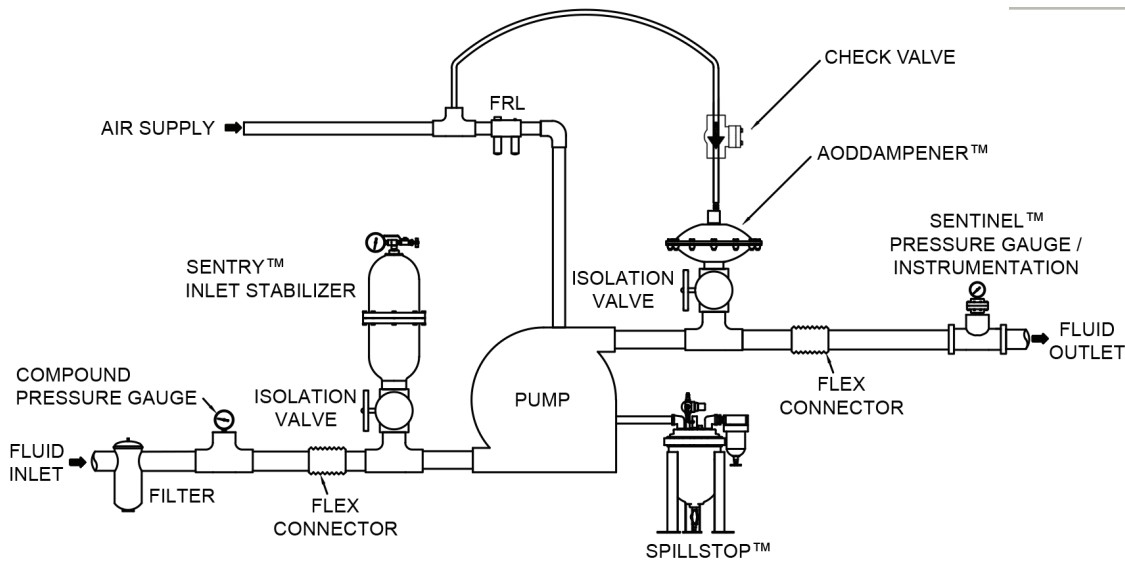 CHECK VALVE
FRL
AIR SUPPLY
AODDAMPENER™
SENTINEL™
PRESSURE GAUGE /
INSTRUMENTATION
SENTRY™
INLET STABILIZER
ISOLATION
VALVE
FLUID
OUTLET
COMPOUND
PRESSURE GAUGE
ISOLATION
VALVE
PUMP
FLEX
CONNECTOR
FLUID
INLET
FILTER
FLEX
CONNECTOR
SPILLSTOP™